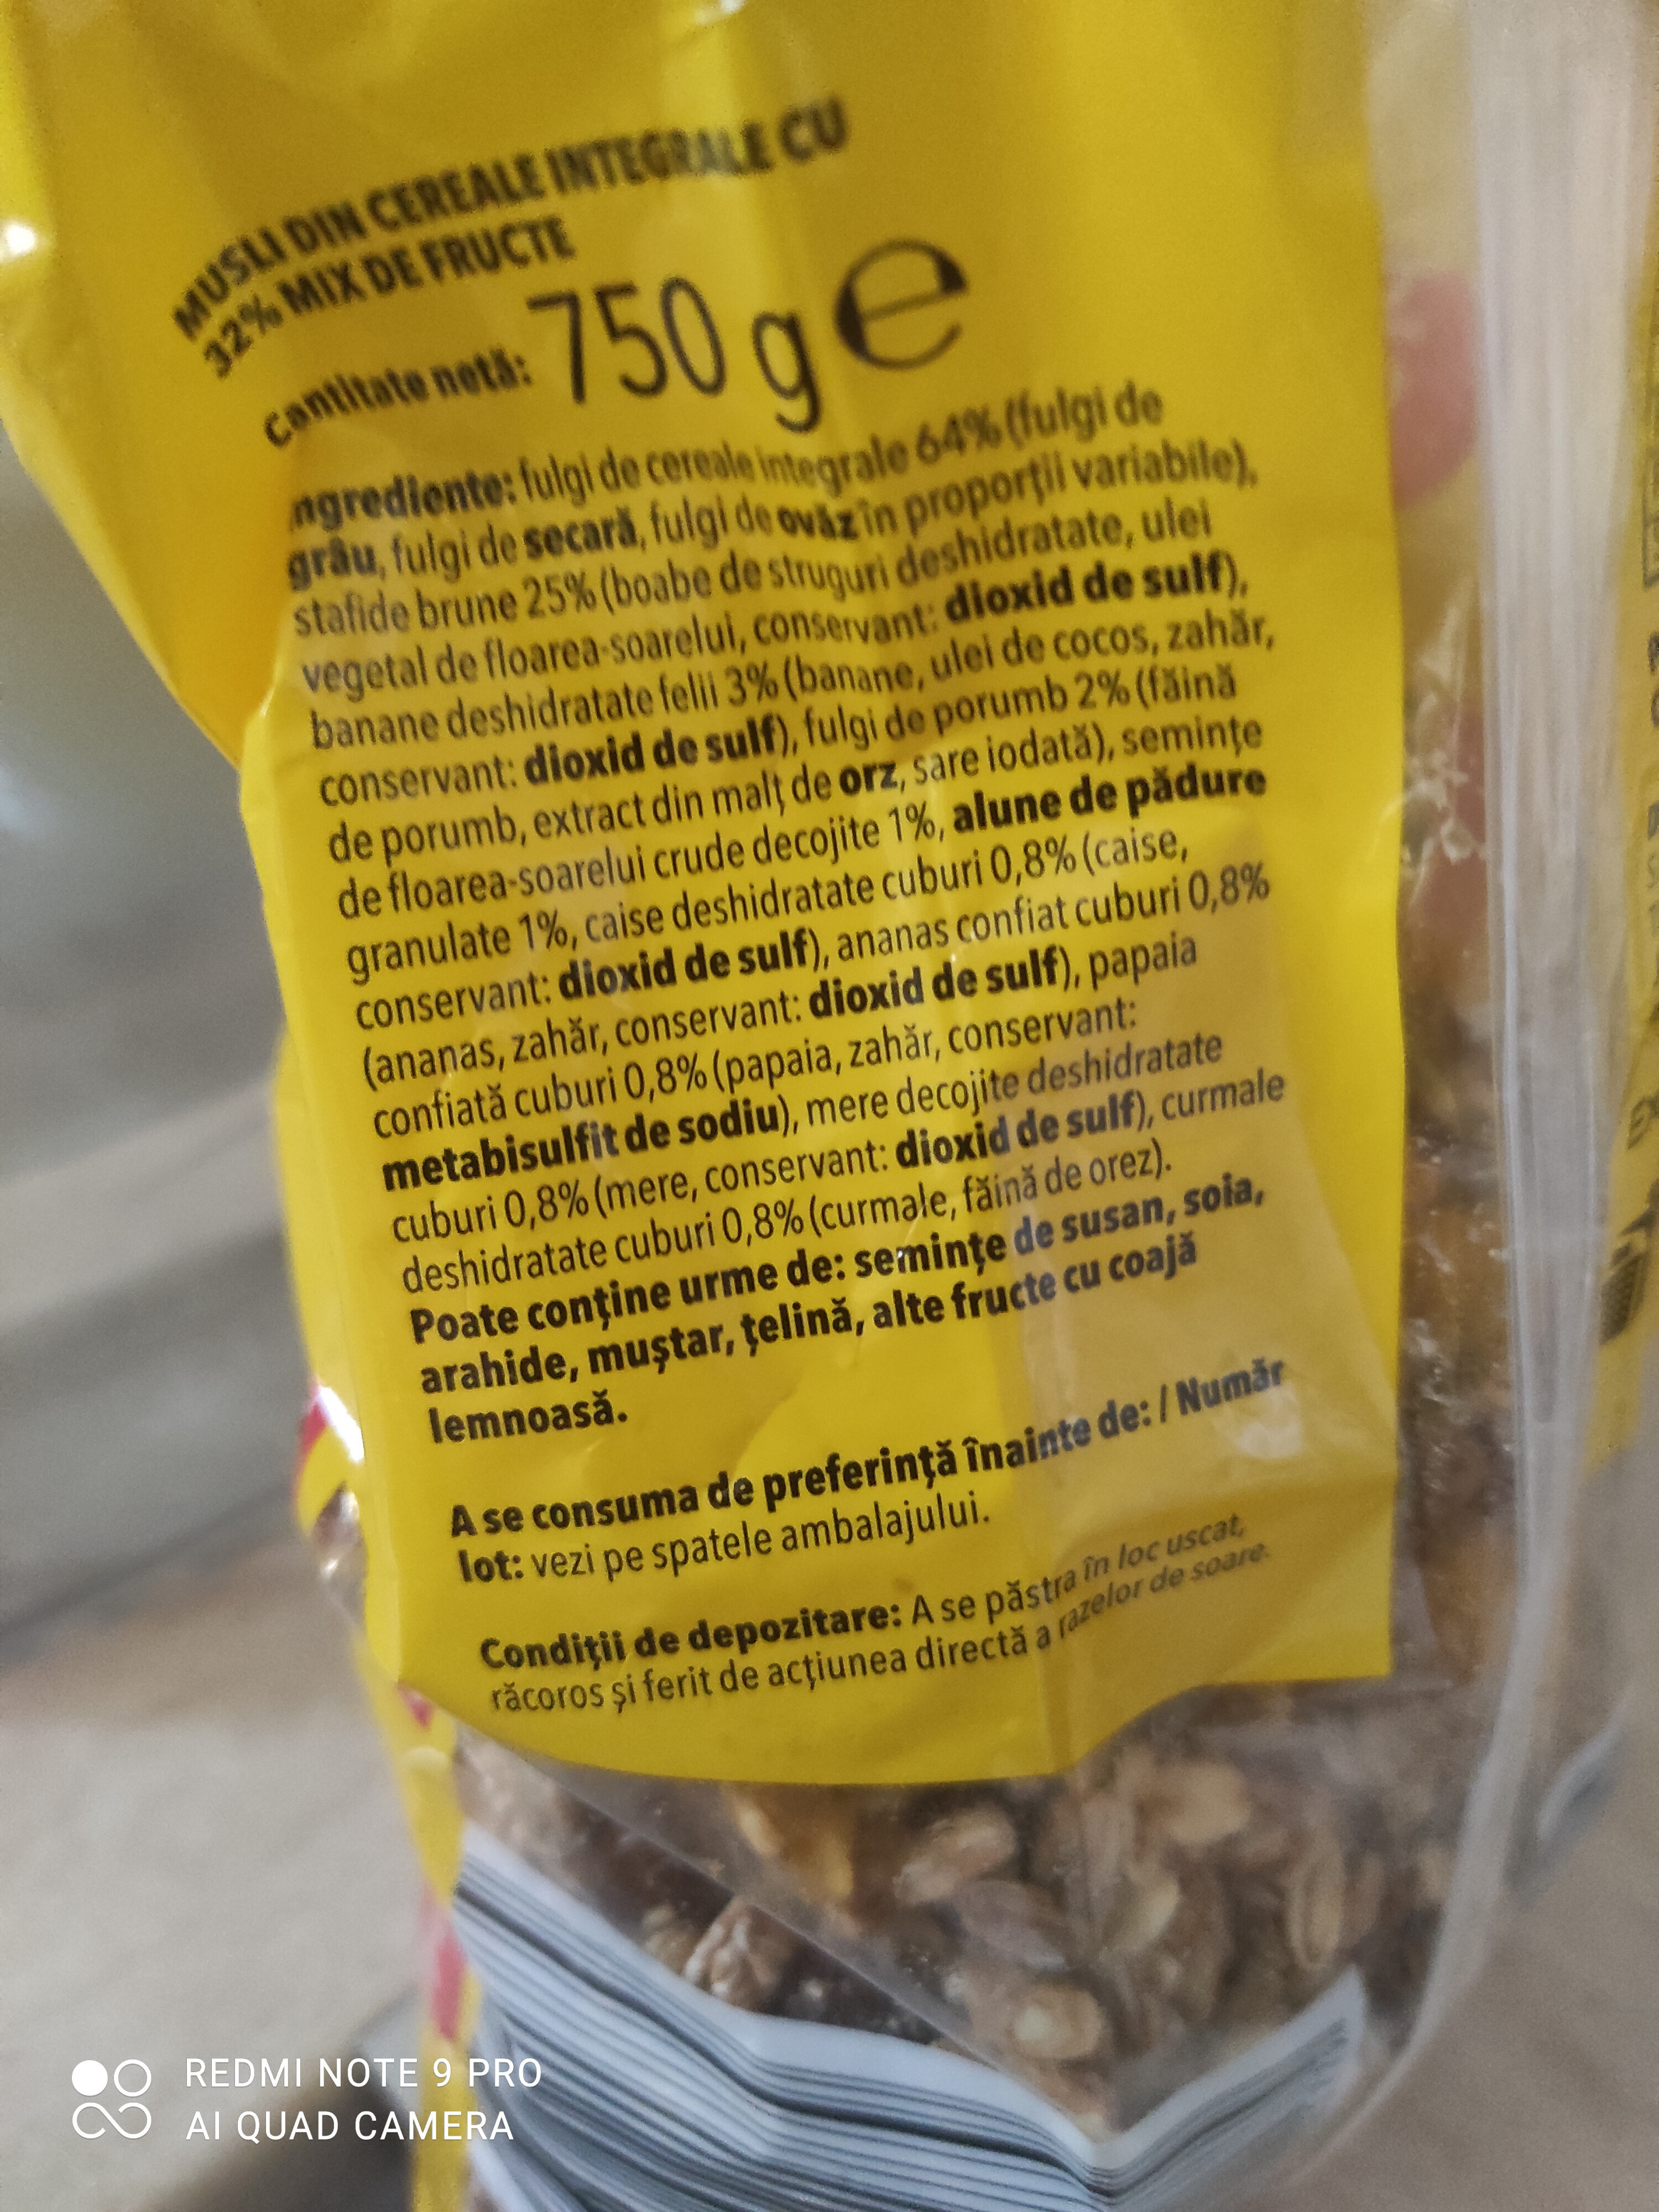 MUSLI DIN CEREALE INTEGRALE CU
32% MIX DE FRUCTE
cantitate netă: 750 g e
ngrediente: fulgi de cereale integrale 64% (fulgi de
grâu, fulgi de secară, fulgi de ovăz în proporţii variabile),
stafide brune 25% (boabe de struguri deshidratate, ulei
vegetal de floarea-soarelui, conservant: dioxid de sulf),
banane deshidratate felii 3% (banane, ulei de cocos, zahăr,
conservant: dioxid de sulf), fulgi de porumb 2% (făină
de porumb, extract din malţ de orz, sare iodată), seminţe
de floarea-soarelui crude decojite 1%, alune de pădure
granulate 1%, caise deshidratate cuburi 0,8% (caise,
conservant: dioxid de sulf), ananas confiat cuburi 0,8%
(ananas, zahăr, conservant: dioxid de sulf), papaia
confiată cuburi 0,8% (papaia, zahăr, conservant:
metabisulfit de sodiu), mere decojite deshidratate
cuburi 0,8% (mere, conservant: dioxid de sulf), curmale
deshidratate cuburi 0,8% (curmale, făină de orez).
Poate conţine urme de: seminţe de susan, soia,
arahide, muştar, ţelină, alte fructe cu coajă
lemnoasă.
A se consuma de preferinţă înainte de: / Număr
lot: vezi pe spatele ambalajului.
Condiţii de depozitare: A se păstra în loc uscat,
răcoros şi ferit de acţiunea directă a razelor de soare.
REDMI NOTE 9 PRO
AI QUAD CAMERA